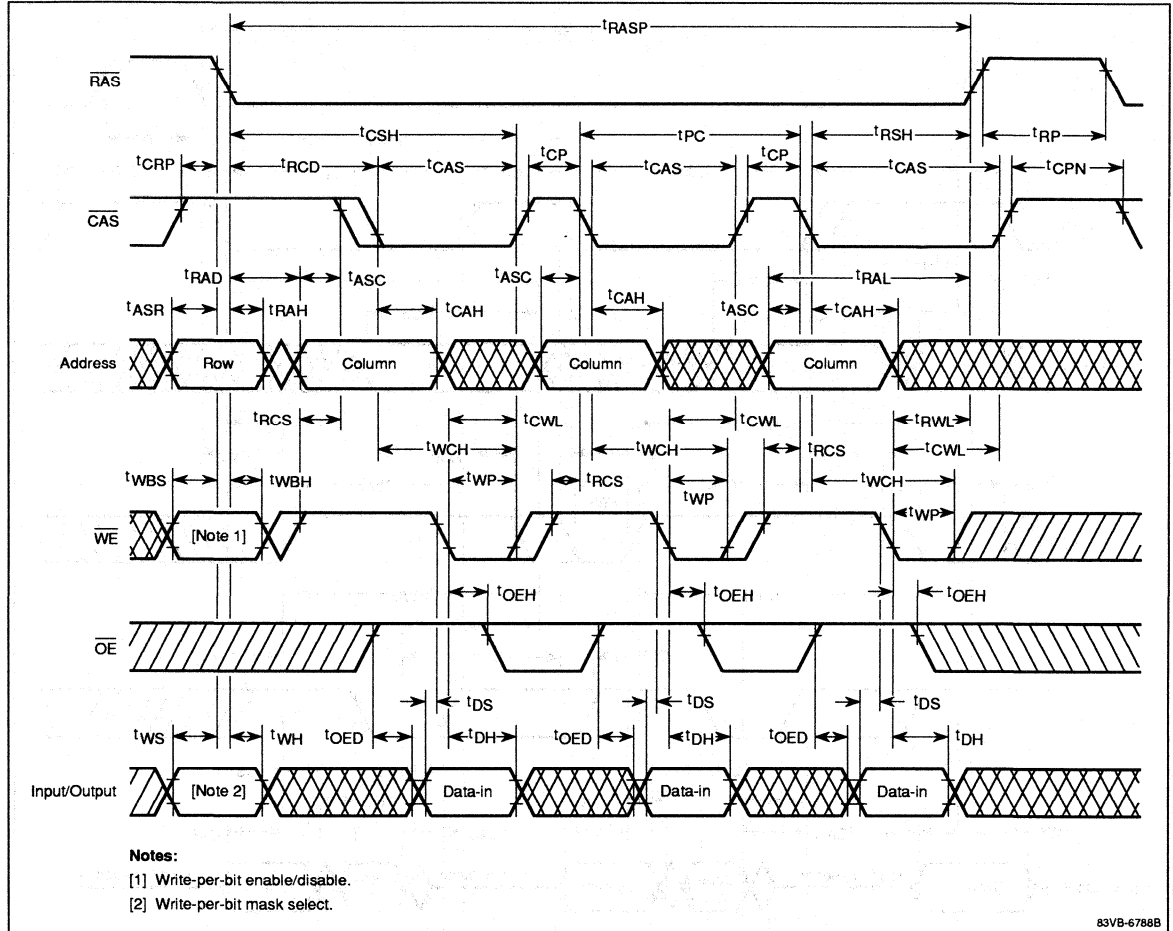 tRASP
RAS
tCSH
tPC
tRSH
tRP
tCRP
tRCD
tCAS
tCP
tCAS
tCP
tCAS
tCPN
CAS
tRAD
tASC
tASC
tRAL
tASR
tRAH
tCAH
tCAH
tASC
tCAH
Address
Row
Column
Column
Column
tRCS
tCWL
tCWL
tRWL
tWCH
tWCH
tRCS
tCWL
tWBS
tWBH
tWP
tRCS
tWP
tWCH
tWP
WE
[Note 1]
tOEH
tOEH
tOEH
OE
tDS
tDS
tDS
tWS
tWH
tOED
tDH
tOED
tDH
tOED
tDH
Input/Output
[Note 2]
Data-in
Data-in
Data-in
Notes:
[1] Write-per-bit enable/disable.
[2] Write-per-bit mask select.
83VB-6788B